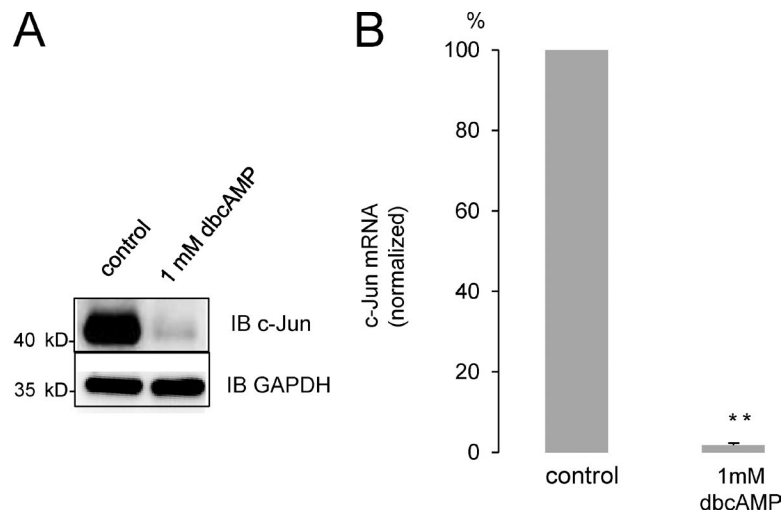 A
control
1 mM dbcAMP
40 kD-
IB c-Jun
35 kD-
IB GAPDH
B
%
100
80
60
40
20
0
c-Jun mRNA
(normalized)
**
control
1mM
dbcAMP